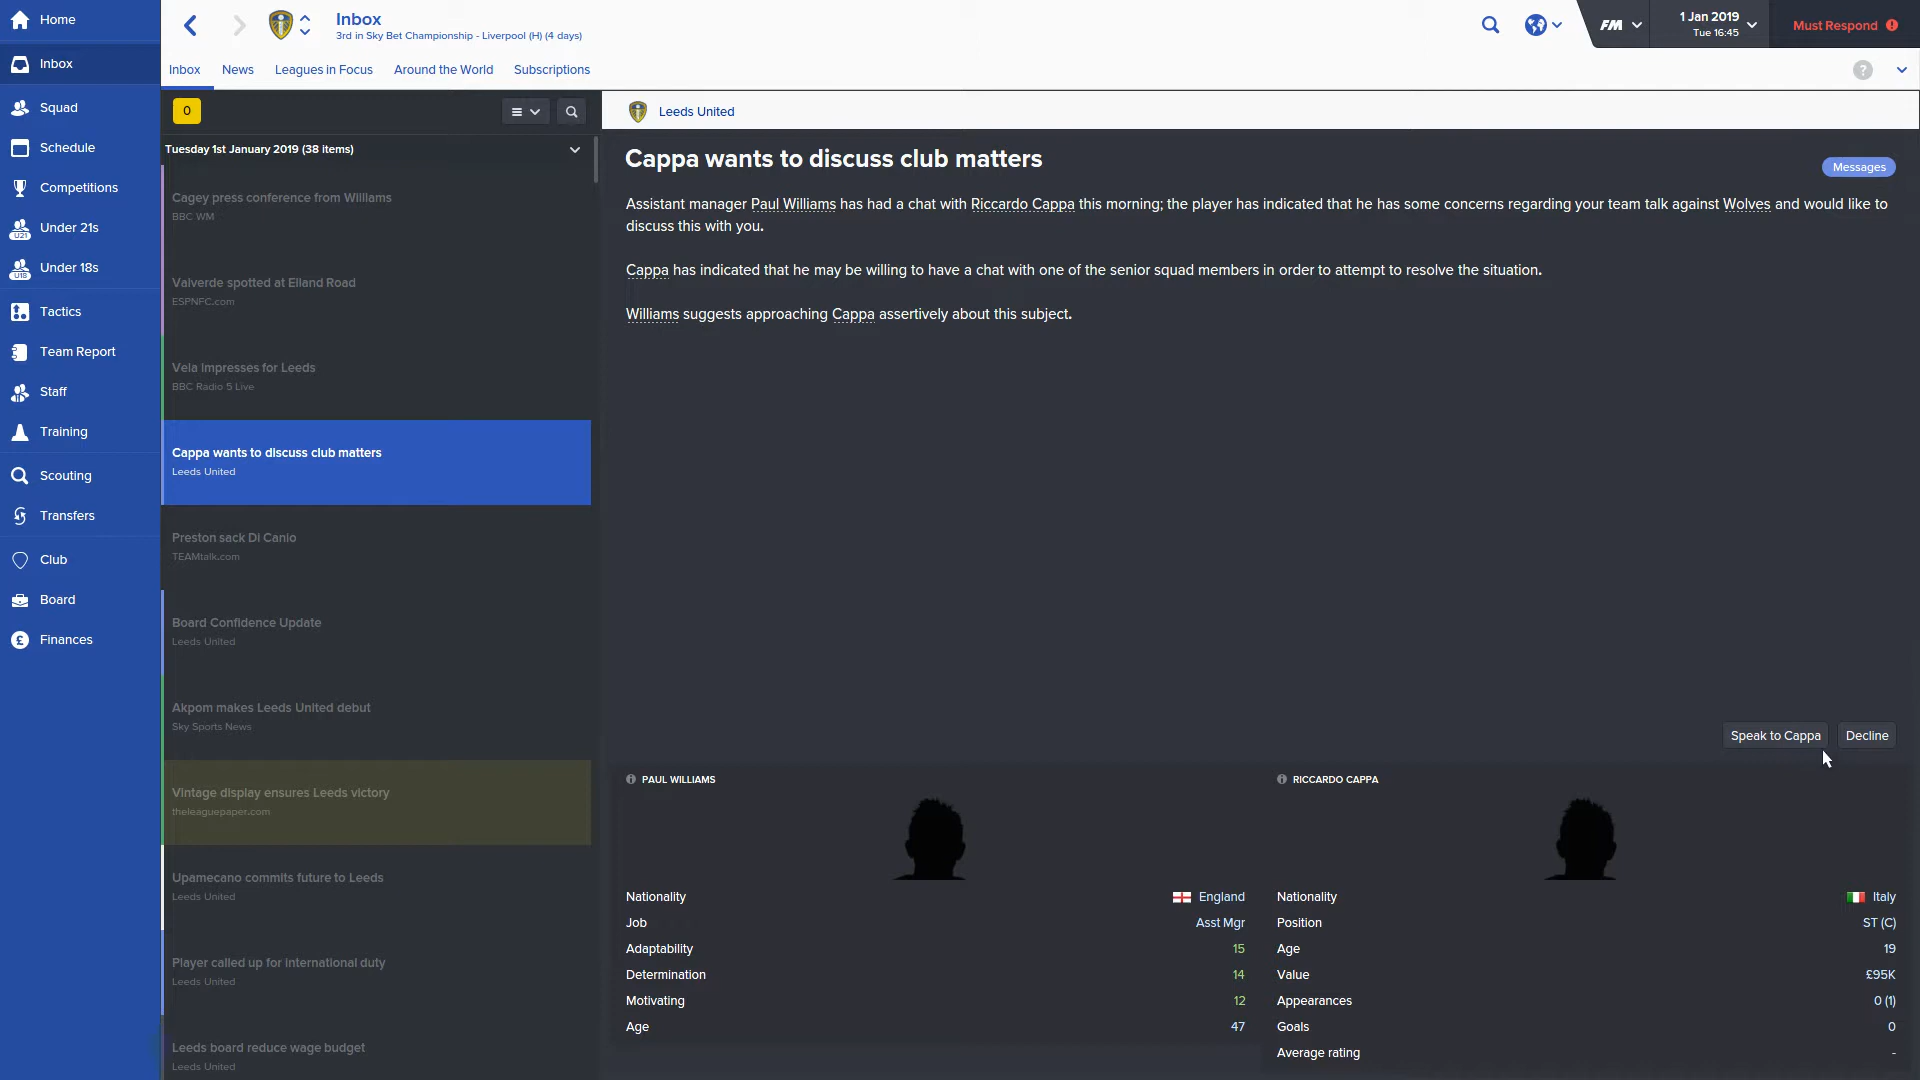 Home
Inbox
Squad
Schedule
Competitions
U21
Under 21s
U18
Under 18s
Tactics
Team Report
Staff
Training
Scouting
Transfers
Club
Board
£
Finances
Inbox
3rd in Sky Bet Championship - Liverpool (H) (4 days)
FM
1 Jan 2019
Tue 16:45
Must Respond !
Inbox News Leagues in Focus Around the World Subscriptions
?
0
Tuesday 1st January 2019 (38 items)
Cagey press conference from Williams
BBC WM
Valverde spotted at Elland Road
ESPNFC.com
Vela impresses for Leeds
BBC Radio 5 Live
Cappa wants to discuss club matters
Leeds United
Preston sack Di Canio
TEAMtalk.com
Board Confidence Update
Leeds United
Akpom makes Leeds United debut
Sky Sports News
Vintage display ensures Leeds victory
theleaguepaper.com
Upamecano commits future to Leeds
Leeds United
Player called up for international duty
Leeds United
Leeds board reduce wage budget
Leeds United
Leeds United
Cappa wants to discuss club matters
Messages
Assistant manager Paul Williams has had a chat with Riccardo Cappa this morning; the player has indicated that he has some concerns regarding your team talk against Wolves and would like to
discuss this with you.
Cappa has indicated that he may be willing to have a chat with one of the senior squad members in order to attempt to resolve the situation.
Williams suggests approaching Cappa assertively about this subject.
Speak to Cappa Decline
PAUL WILLIAMS
Nationality England
Job Asst Mgr
Adaptability 15
Determination 14
Motivating 12
Age 47
RICCARDO CAPPA
Nationality Italy
Position ST (C)
Age 19
Value £95K
Appearances 0 (1)
Goals 0
Average rating -